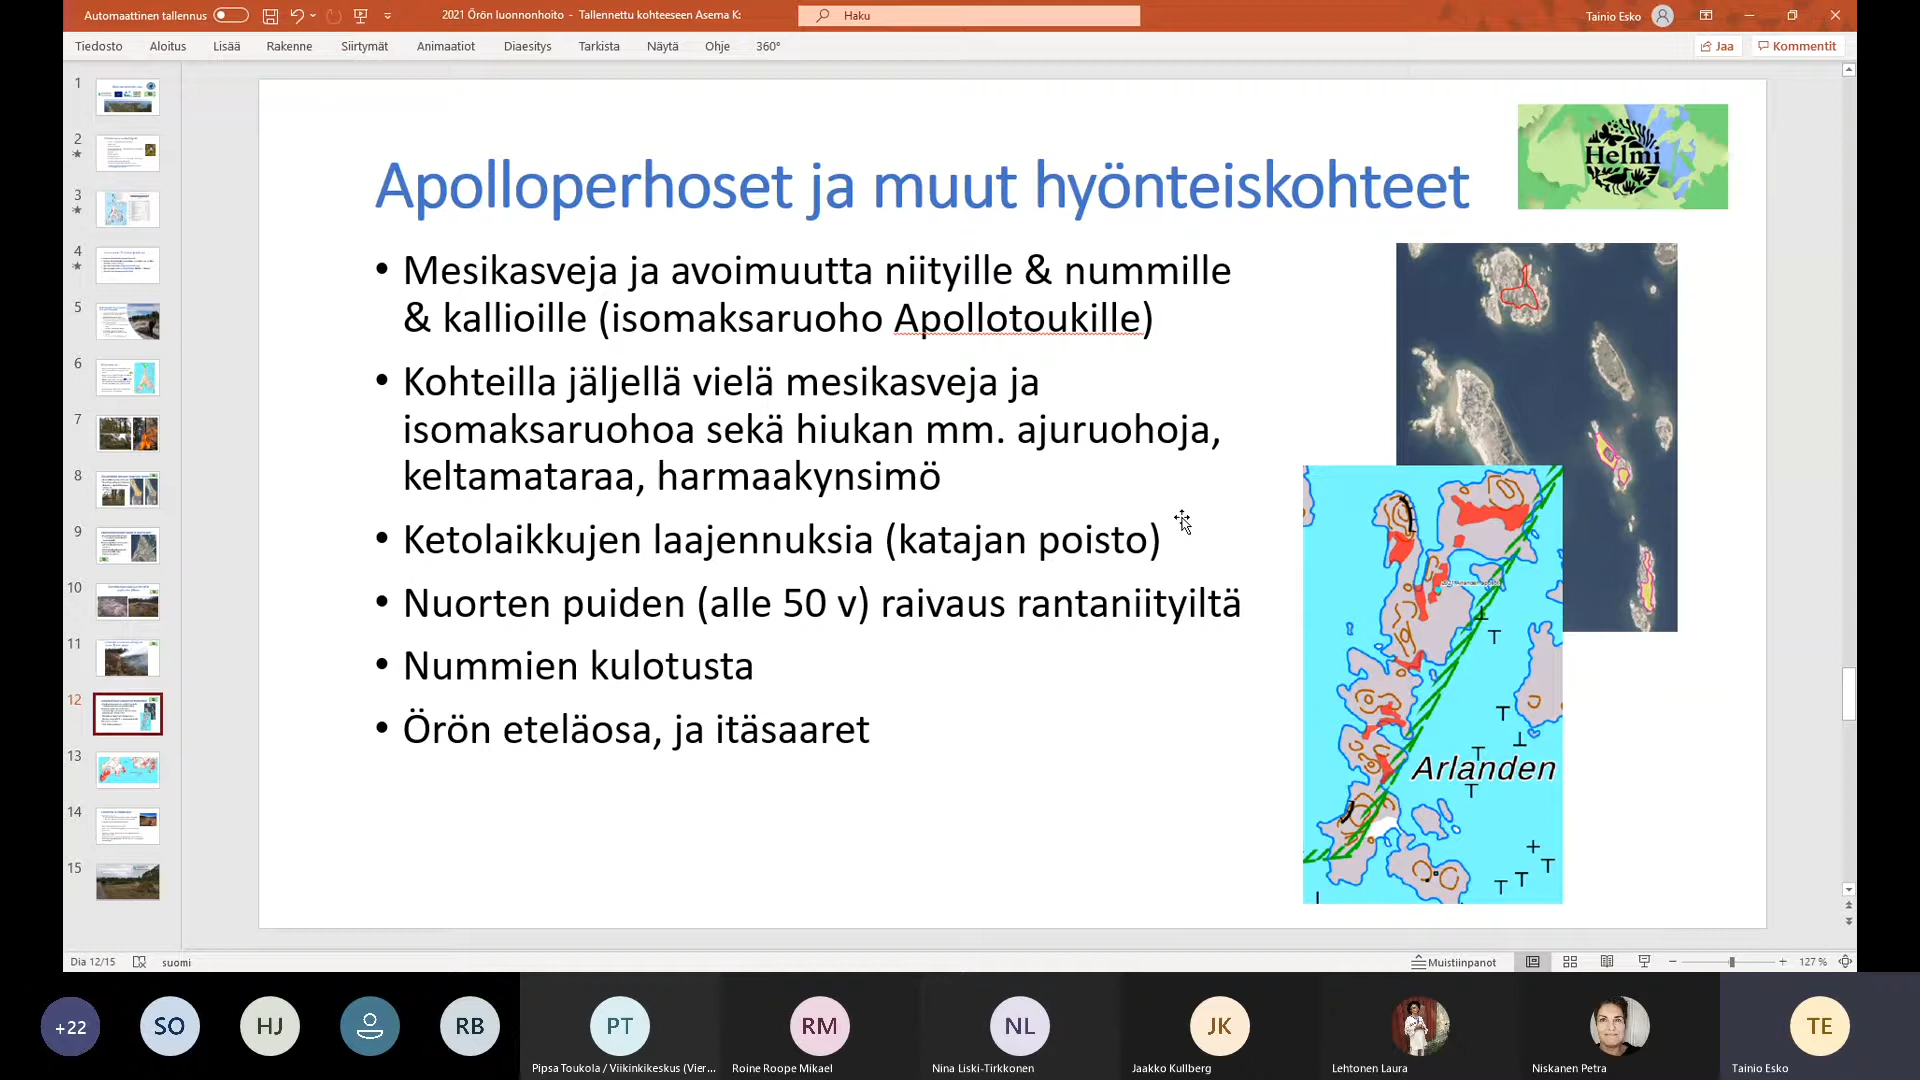 Automaattinen tallennus
2021 Örön luonnonhoito - Tallennettu kohteeseen Asema K:
Haku
Tainio Esko
Tiedosto
Aloitus
Lisää
Rakenne
Siirtymät
Animaatiot
Diaesitys
Tarkista
Näytä
Ohje
360°
Jaa
Kommentit
1
2
3
4
5
6
7
8
9
10
11
12
13
14
15
Apolloperhoset ja muut hyönteiskohteet
Helmi
• Mesikasveja ja avoimuutta niityille & nummille
& kallioille (isomaksaruoho Apollotoukille)
• Kohteilla jäljellä vielä mesikasveja ja
isomaksaruohoa sekä hiukan mm. ajuruohoja,
keltamataraa, harmaakynsimö
• Ketolaikkujen laajennuksia (katajan poisto)
• Nuorten puiden (alle 50 v) raivaus rantaniityiltä
• Nummien kulotusta
• Örön eteläosa, ja itäsaaret
Arlanden
Dia 12/15
suomi
Muistiinpanot
127 %
+22
SO
HJ
RB
PT
RM
NL
JK
TE
Pipsa Toukola / Viikinkikeskus (Vier...
Roine Roope Mikael
Nina Liski-Tirkkonen
Jaakko Kullberg
Lehtonen Laura
Niskanen Petra
Tainio Esko